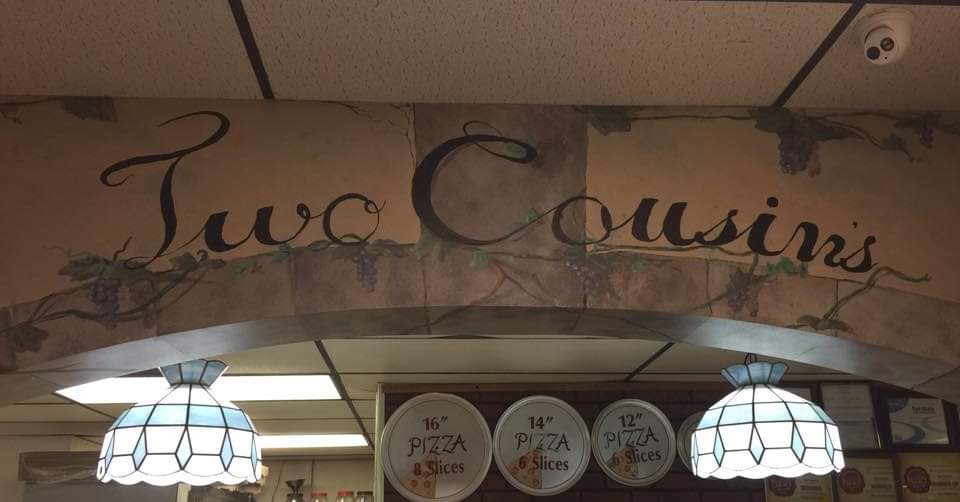 Two Cousin's
16"
PIZZA
8 Slices
14"
PIZZA
6 Slices
12"
PIZZA
6 Slices